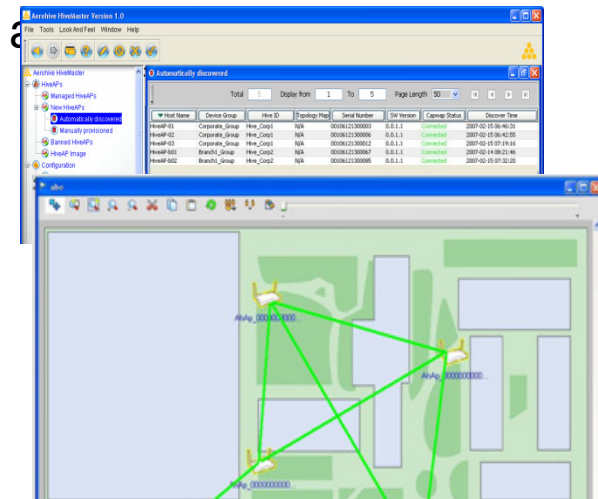 a
Aerohive HiveMaster Version 1.0
File Tools Look And Feel Window Help
Aerohive HiveMaster
HiveAPs
Managed HiveAPs
New HiveAPs
Automatically discovered
Manually provisioned
Banned HiveAPs
HiveAP Image
Configuration
Automatically discovered
Total 5 Display from 1 To 5 Page Length 50
Host Name Device Group Hive ID Topology Map Serial Number SW Version Capwap Status Discover Time
HiveAP-01 Corporate_Group Hive_Corp1 N/A 00106121300003 0.0.1.1 Connected 2007-02-15 06:46:31
HiveAP-02 Corporate_Group Hive_Corp1 N/A 00106121300006 0.0.1.1 Connected 2007-02-15 06:42:55
HiveAP-03 Corporate_Group Hive_Corp1 N/A 00106121300012 0.0.1.1 Connected 2007-02-15 07:19:16
HiveAP-b01 Branch1_Group Hive_Corp2 N/A 00106121300067 0.0.1.1 Connected 2007-02-14 08:21:46
HiveAP-b02 Branch1_Group Hive_Corp2 N/A 00106121300085 0.0.1.1 Connected 2007-02-15 07:32:20
AhAp_0000000000...
AhAp_0000000000...
AhAp_0000000000...